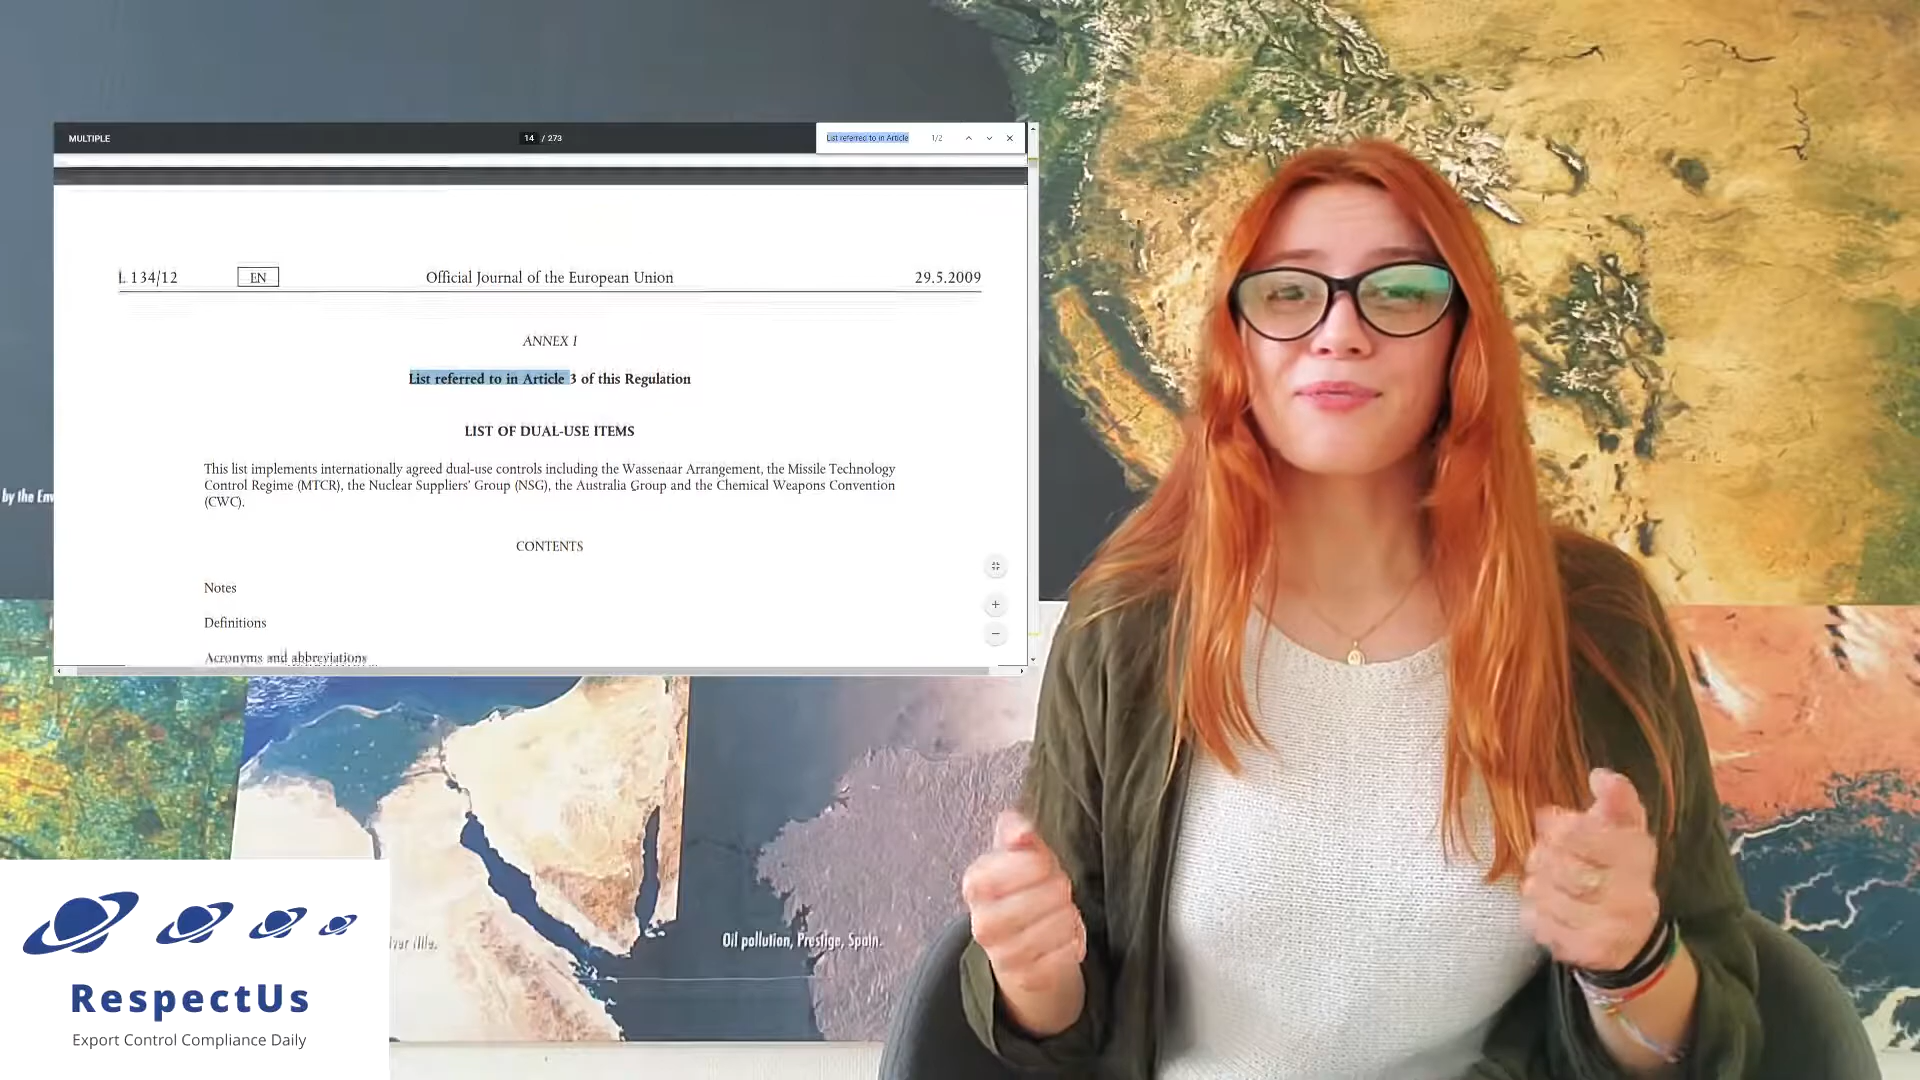 MULTIPLE
14 / 273
List referred to in Article
1/2
L 134/12 EN Official Journal of the European Union 29.5.2009
ANNEX I
List referred to in Article 3 of this Regulation
LIST OF DUAL-USE ITEMS
This list implements internationally agreed dual-use controls including the Wassenaar Arrangement, the Missile Technology
Control Regime (MTCR), the Nuclear Suppliers' Group (NSG), the Australia Group and the Chemical Weapons Convention
(CWC).
CONTENTS
Notes
Definitions
Acronyms and abbreviations
by the
Nile.
Oil pollution, Prestige, Spain.
RespectUs
Export Control Compliance Daily